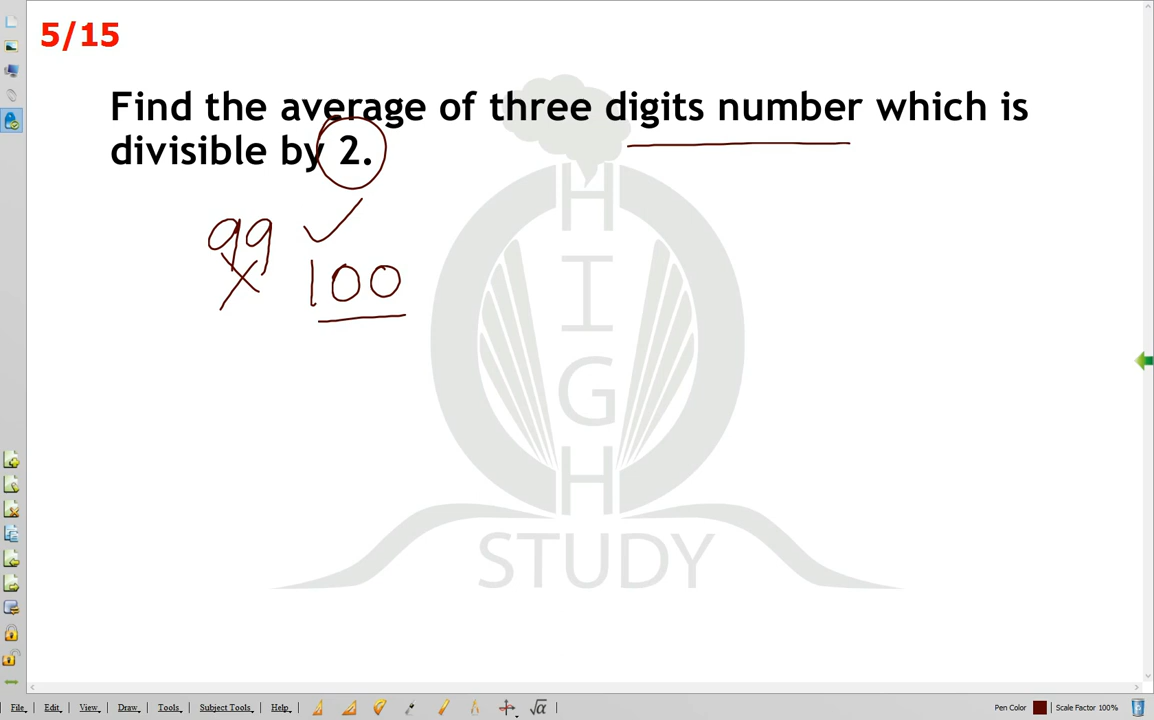 5/15
Find the average of three digits number which is
divisible by 2.
99
100
HIGH
STUDY
File Edit View Draw Tools Subject Tools Help √α Pen Color Scale Factor 100%